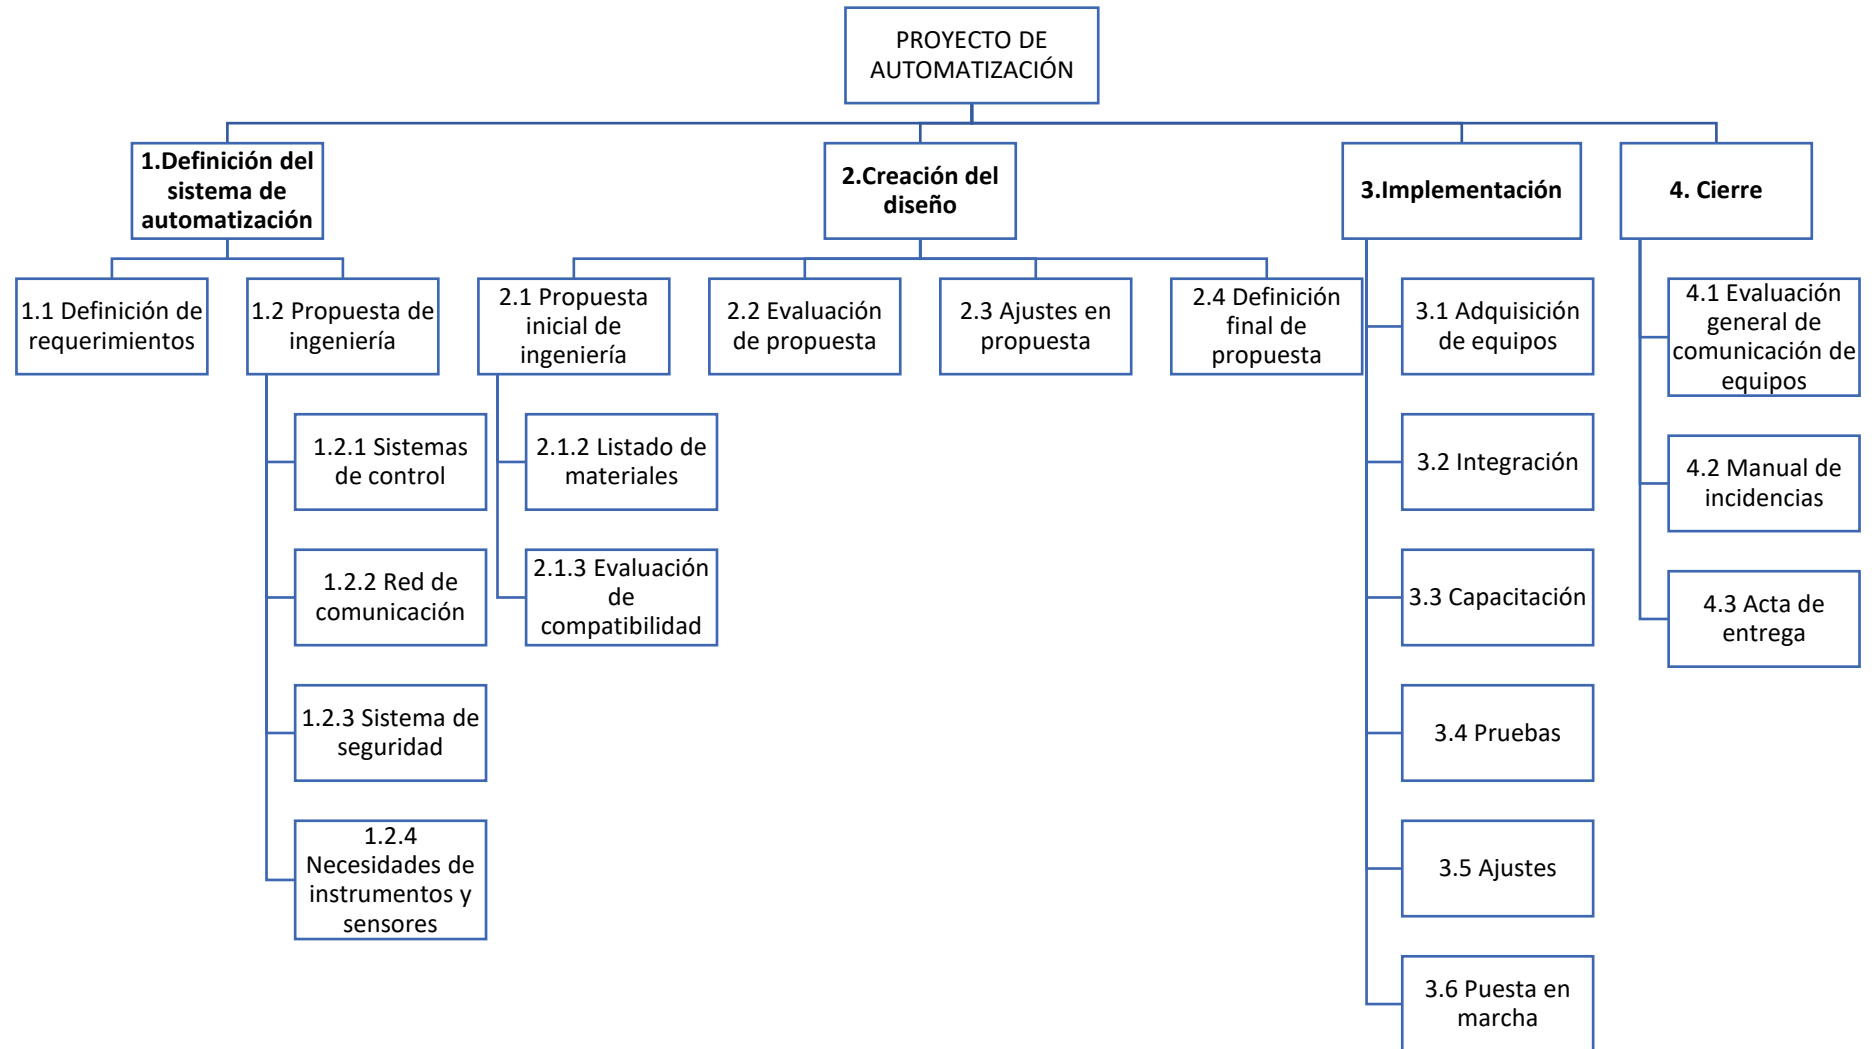 PROYECTO DE
AUTOMATIZACIÓN
1.Definición del
sistema de
automatización
1.1 Definición de
requerimientos
1.2 Propuesta de
ingeniería
1.2.1 Sistemas
de control
1.2.2 Red de
comunicación
1.2.3 Sistema de
seguridad
1.2.4
Necesidades de
instrumentos y
sensores
2.Creación del
diseño
2.1 Propuesta
inicial de
ingeniería
2.1.2 Listado de
materiales
2.1.3 Evaluación
de
compatibilidad
2.2 Evaluación
de propuesta
2.3 Ajustes en
propuesta
2.4 Definición
final de
propuesta
3.Implementación
3.1 Adquisición
de equipos
3.2 Integración
3.3 Capacitación
3.4 Pruebas
3.5 Ajustes
3.6 Puesta en
marcha
4. Cierre
4.1 Evaluación
general de
comunicación de
equipos
4.2 Manual de
incidencias
4.3 Acta de
entrega